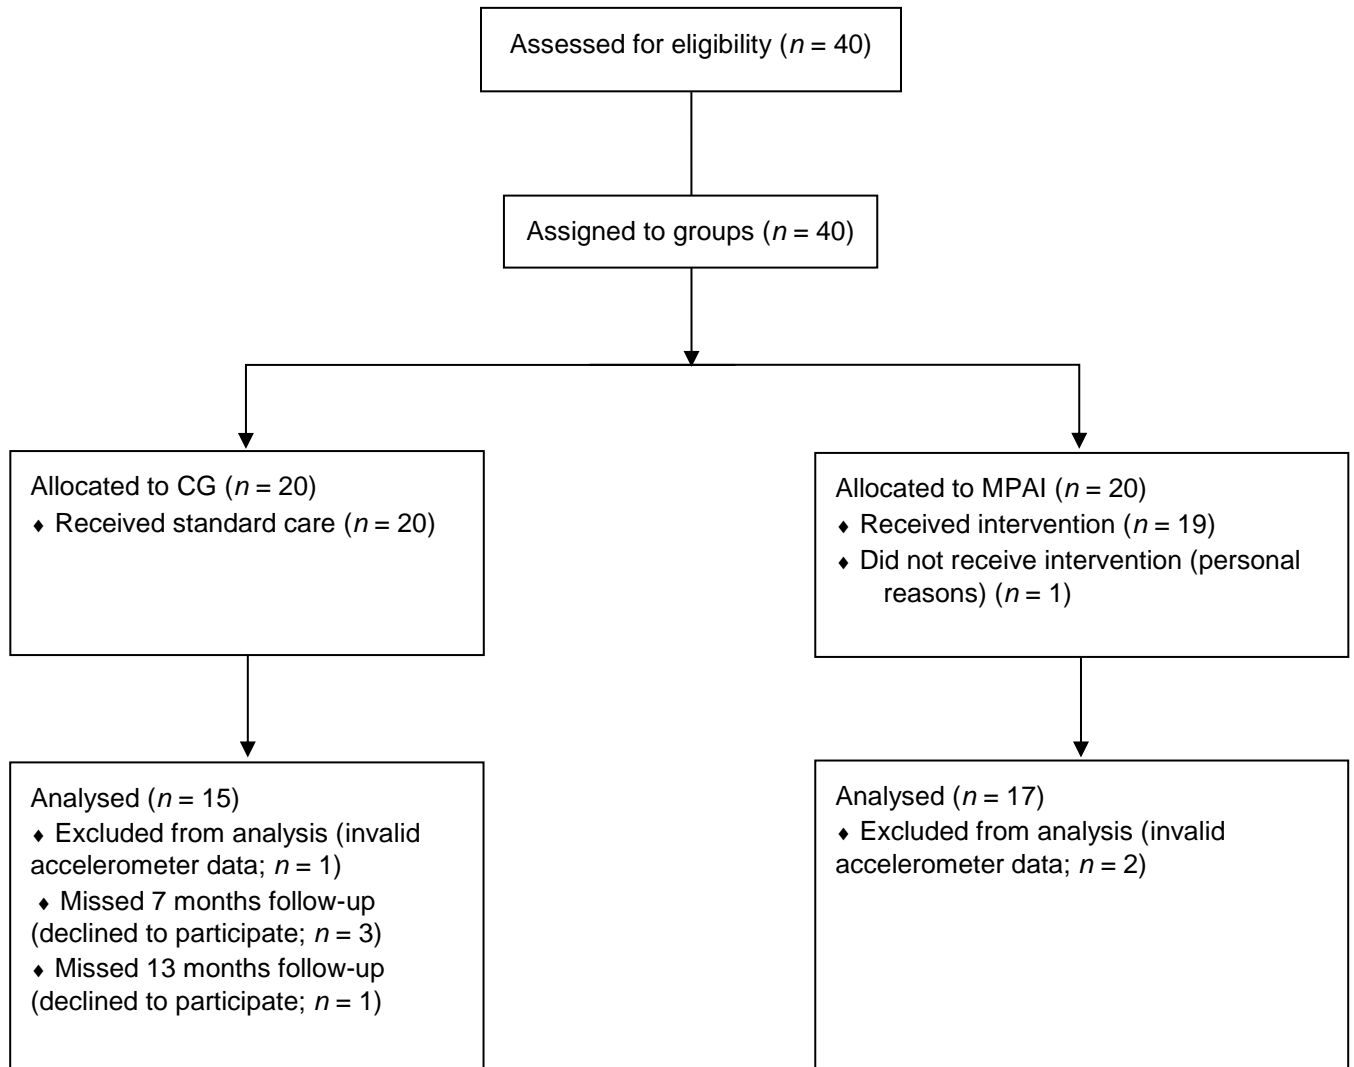 Assessed for eligibility (n = 40)
Assigned to groups (n = 40)
Allocated to CG (n = 20)
♦ Received standard care (n = 20)
Allocated to MPAI (n = 20)
♦ Received intervention (n = 19)
♦ Did not receive intervention (personal
reasons) (n = 1)
Analysed (n = 15)
♦ Excluded from analysis (invalid
accelerometer data; n = 1)
♦ Missed 7 months follow-up
(declined to participate; n = 3)
♦ Missed 13 months follow-up
(declined to participate; n = 1)
Analysed (n = 17)
♦ Excluded from analysis (invalid
accelerometer data; n = 2)